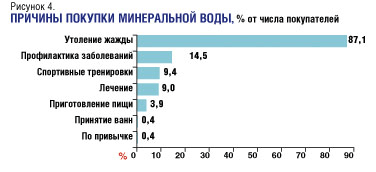 Рисунок 4.
ПРИЧИНЫ ПОКУПКИ МИНЕРАЛЬНОЙ ВОДЫ, % от числа покупателей
Утоление жажды 87,1
Профилактика заболеваний 14,5
Спортивные тренировки 9,4
Лечение 9,0
Приготовление пищи 3,9
Принятие ванн 0,4
По привычке 0,4
% 0 10 20 30 40 50 60 70 80 90